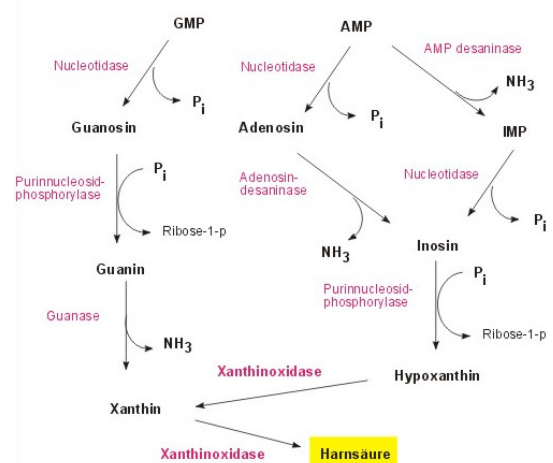 GMP
AMP
Nucleotidase
Nucleotidase
AMP desaninase
Pi
Pi
NH3
Guanosin
Adenosin
IMP
Purinnucleosid-
phosphorylase
Pi
Adenosin-
desaninase
Nucleotidase
Pi
Ribose-1-p
NH3
Inosin
Guanin
Purinnucleosid-
phosphorylase
Pi
Guanase
Ribose-1-p
NH3
Xanthinoxidase
Hypoxanthin
Xanthin
Xanthinoxidase
Harnsäure